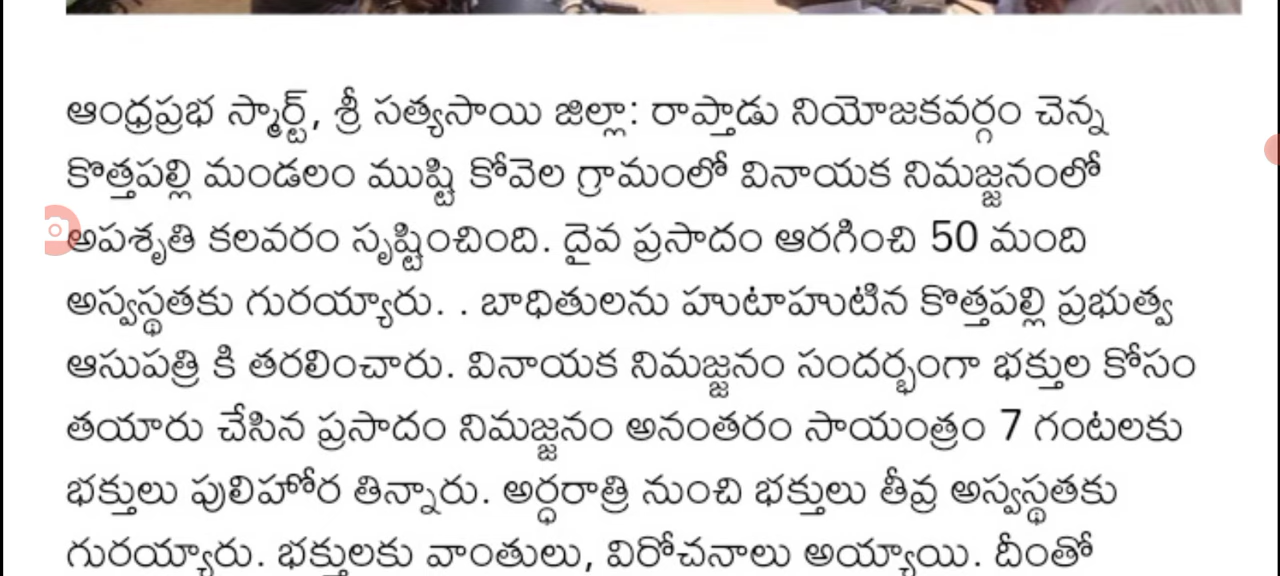 ఆంధ్రప్రభ స్మార్ట్, శ్రీ సత్యసాయి జిల్లా: రాప్తాడు నియోజకవర్గం చెన్న
కొత్తపల్లి మండలం ముష్టి కోవెల గ్రామంలో వినాయక నిమజ్జనంలో
అపశృతి కలవరం సృష్టించింది. దైవ ప్రసాదం ఆరగించి 50 మంది
అస్వస్థతకు గురయ్యారు. . బాధితులను హుటాహుటిన కొత్తపల్లి ప్రభుత్వ
ఆసుపత్రి కి తరలించారు. వినాయక నిమజ్జనం సందర్భంగా భక్తుల కోసం
తయారు చేసిన ప్రసాదం నిమజ్జనం అనంతరం సాయంత్రం 7 గంటలకు
భక్తులు పులిహోర తిన్నారు. అర్ధరాత్రి నుంచి భక్తులు తీవ్ర అస్వస్థతకు
గురయ్యారు. భక్తులకు వాంతులు, విరోచనాలు అయ్యాయి. దీంతో